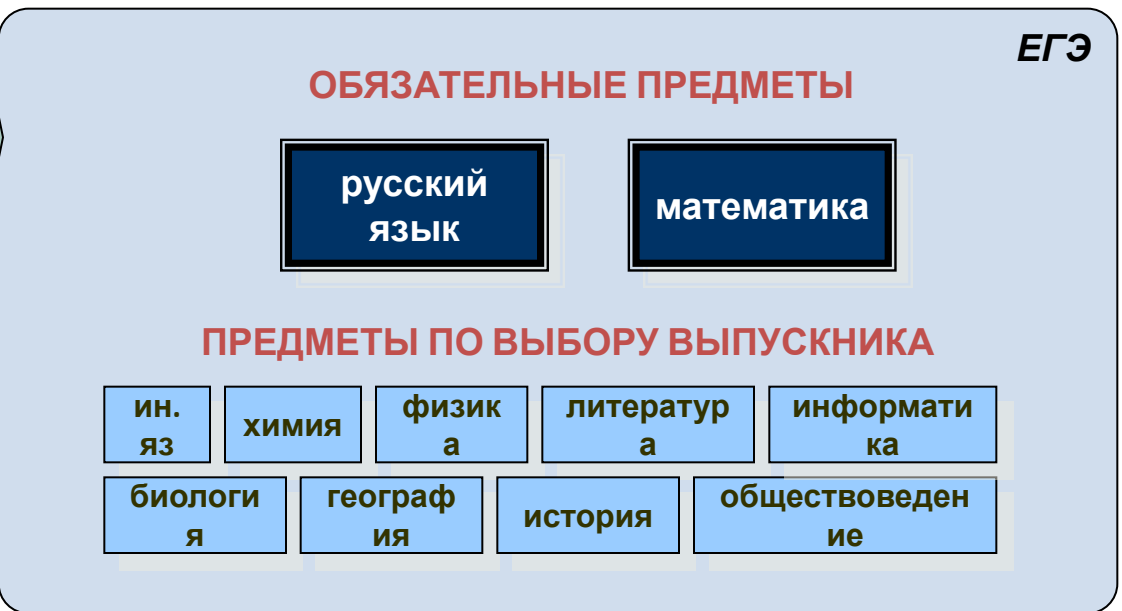 ЕГЭ
ОБЯЗАТЕЛЬНЫЕ ПРЕДМЕТЫ
русский
язык
математика
ПРЕДМЕТЫ ПО ВЫБОРУ ВЫПУСКНИКА
ин.
яз
химия
физик
а
литератур
а
информати
ка
биологи
я
географ
ия
история
обществоведен
ие